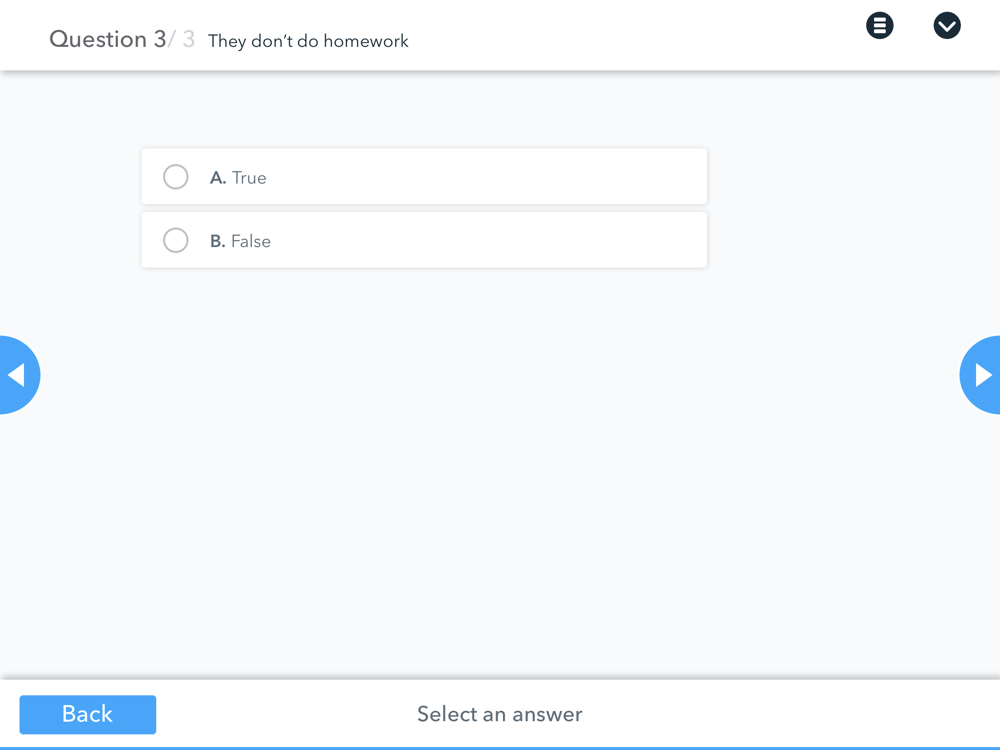 Question 3/ 3 They don’t do homework
A. True
B. False
Back
Select an answer